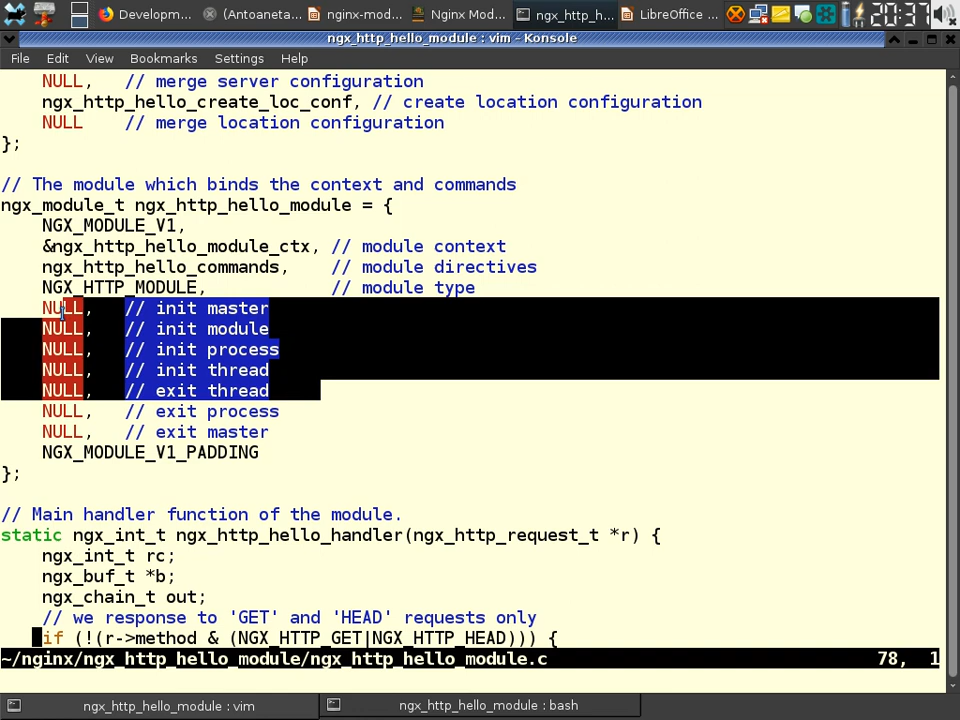 Developm...
(Antoaneta...
nginx-mod...
Nginx Mod...
ngx_http_h...
LibreOffice ...
20:37
ngx_http_hello_module : vim - Konsole
File Edit View Bookmarks Settings Help
NULL,   // merge server configuration
ngx_http_hello_create_loc_conf, // create location configuration
NULL    // merge location configuration
};
// The module which binds the context and commands
ngx_module_t ngx_http_hello_module = {
NGX_MODULE_V1,
&ngx_http_hello_module_ctx, // module context
ngx_http_hello_commands,    // module directives
NGX_HTTP_MODULE,            // module type
NULL,   // init master
NULL,   // init module
NULL,   // init process
NULL,   // init thread
NULL,   // exit thread
NULL,   // exit process
NULL,   // exit master
NGX_MODULE_V1_PADDING
};
// Main handler function of the module.
static ngx_int_t ngx_http_hello_handler(ngx_http_request_t *r) {
ngx_int_t rc;
ngx_buf_t *b;
ngx_chain_t out;
// we response to 'GET' and 'HEAD' requests only
if (!(r->method & (NGX_HTTP_GET|NGX_HTTP_HEAD))) {
~/nginx/ngx_http_hello_module/ngx_http_hello_module.c 78, 1
ngx_http_hello_module : vim
ngx_http_hello_module : bash